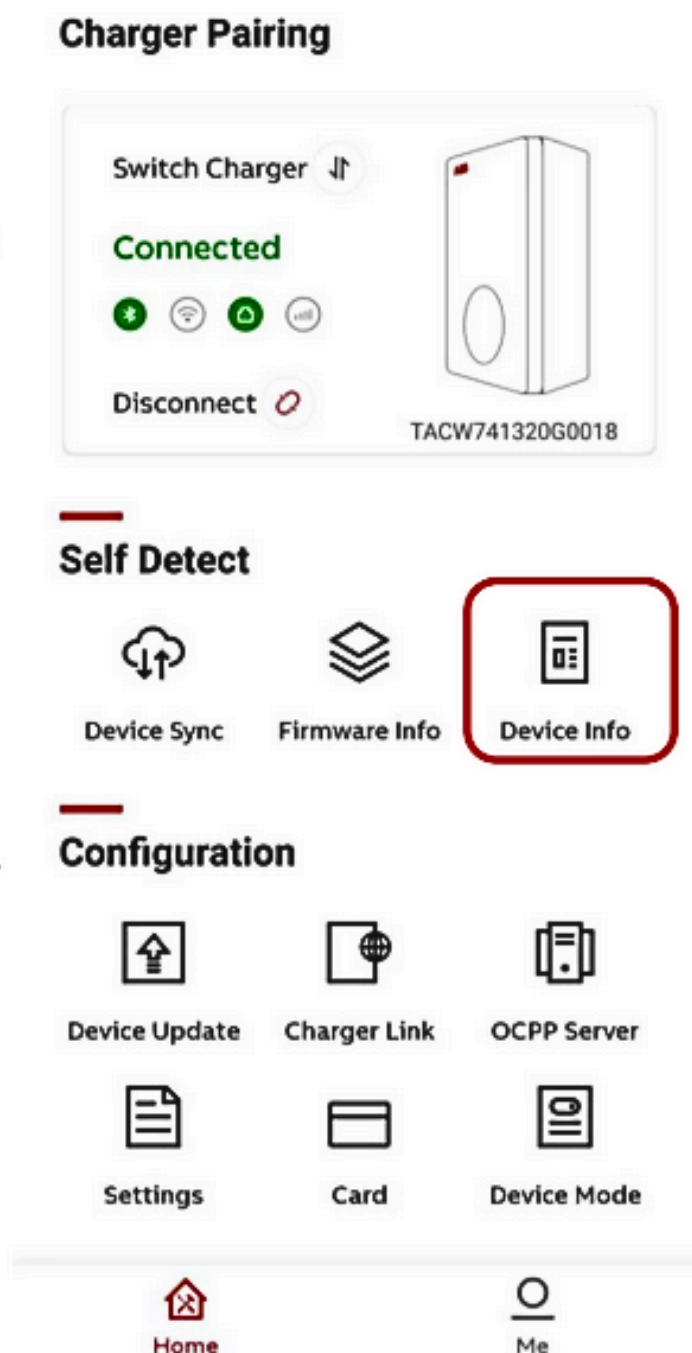 Charger Pairing
Switch Charger
Connected
Disconnect
TACW741320G0018
Self Detect
Device Sync Firmware Info Device Info
Configuration
Device Update Charger Link OCPP Server
Settings Card Device Mode
Home Me